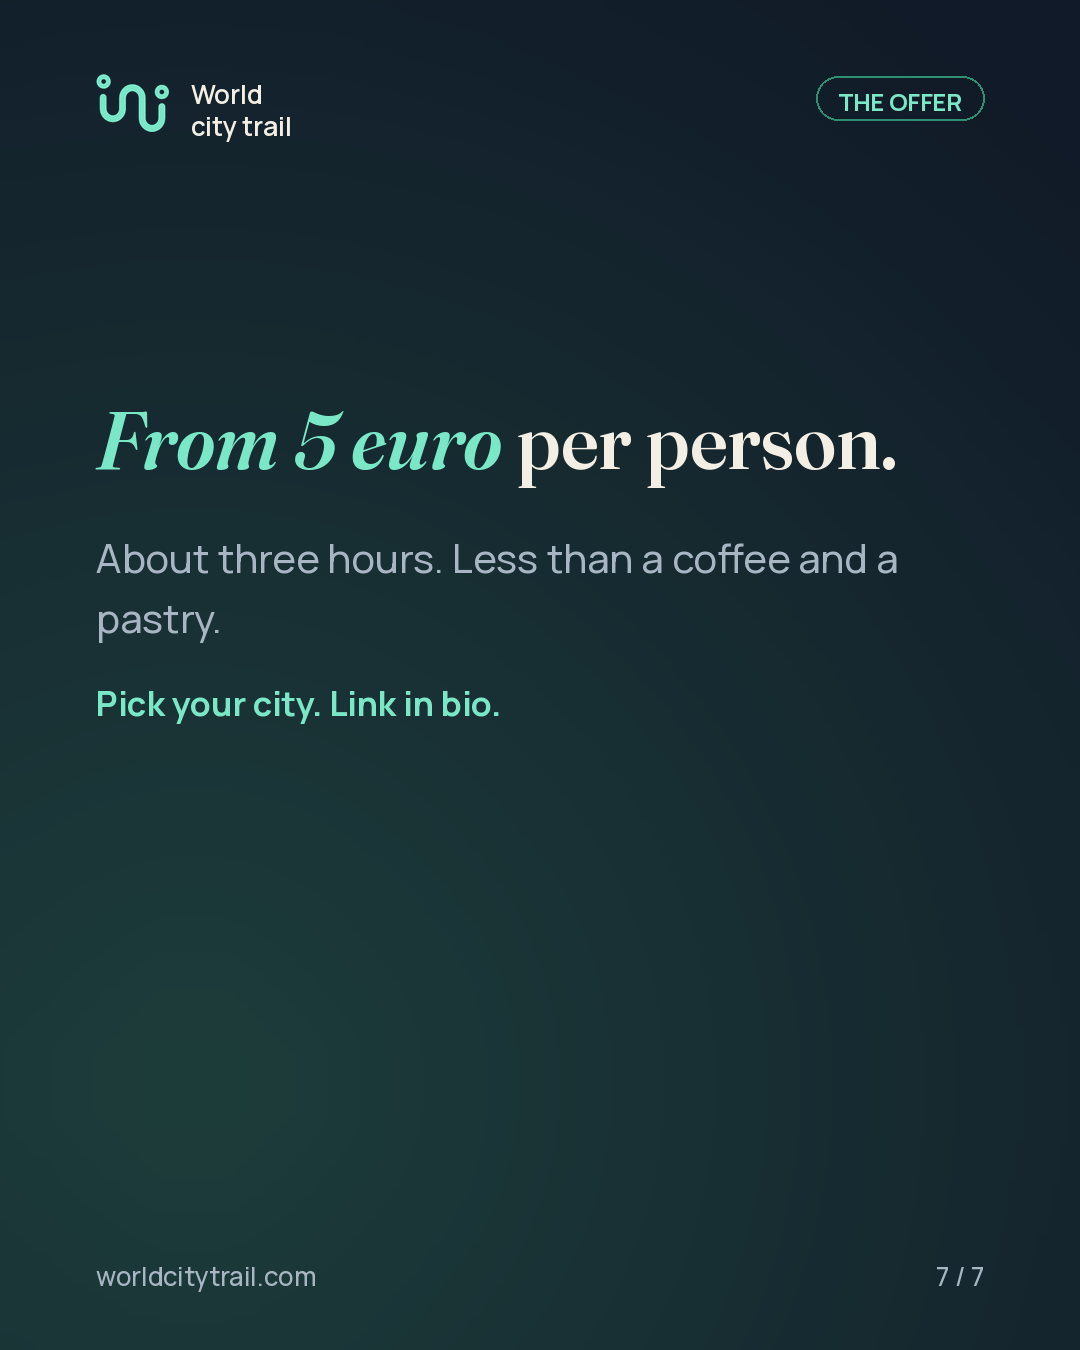 World
city trail
THE OFFER
From 5 euro per person.
About three hours. Less than a coffee and a
pastry.
Pick your city. Link in bio.
worldcitytrail.com
7 / 7